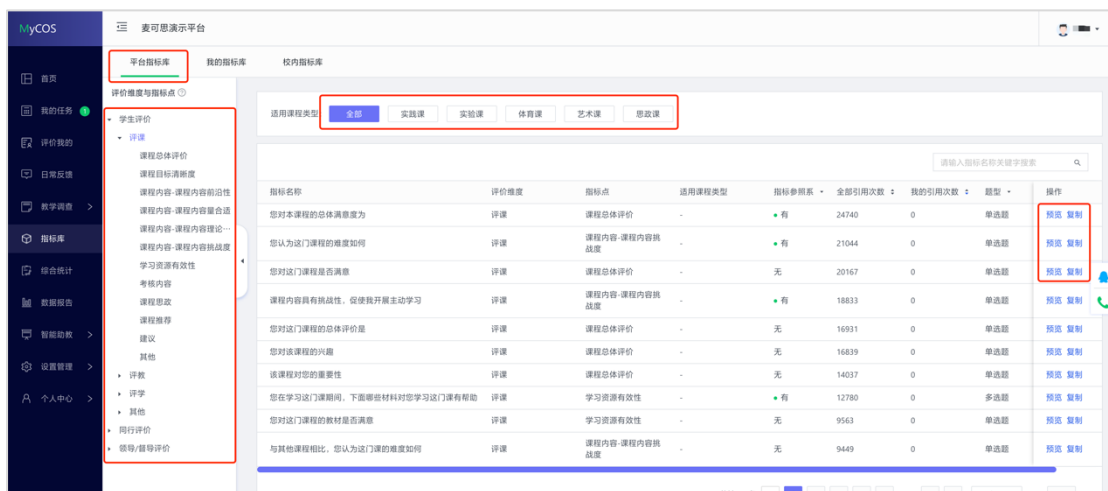 MyCOS
麦可思演示平台
平台指标库 我的指标库 校内指标库
首页
我的任务 1
评价我的
日常反馈
教学调查
指标库
综合统计
数据报告
智能助教
设置管理
个人中心
评价维度与指标点
学生评价
评课
课程总体评价
课程目标清晰度
课程内容-课程内容前沿性
课程内容-课程内容量合适
课程内容-课程内容理论…
课程内容-课程内容挑战度
学习资源有效性
考核内容
课程思政
课程推荐
建议
其他
评教
评学
其他
同行评价
领导/督导评价
适用课程类型 全部 实践课 实验课 体育课 艺术课 思政课
请输入指标名称关键字搜索
指标名称 评价维度 指标点 适用课程类型 指标参照系 全部引用次数 我的引用次数 题型 操作
您对本课程的总体满意度为 评课 课程总体评价 - 有 24740 0 单选题 预览 复制
您认为这门课程的难度如何 评课 课程内容-课程内容挑战度 - 有 21044 0 单选题 预览 复制
您对这门课程是否满意 评课 课程总体评价 - 无 20167 0 单选题 预览 复制
课程内容具有挑战性，促使我开展主动学习 评课 课程内容-课程内容挑战度 - 有 18833 0 单选题 预览 复制
您对这门课程的总体评价是 评课 课程总体评价 - 无 16931 0 单选题 预览 复制
您对该课程的兴趣 评课 课程总体评价 - 无 16839 0 单选题 预览 复制
该课程对您的重要性 评课 课程总体评价 - 无 14037 0 单选题 预览 复制
您在学习这门课期间，下面哪些材料对您学习这门课有帮助 评课 学习资源有效性 - 有 12780 0 多选题 预览 复制
您对这门课程的教材是否满意 评课 学习资源有效性 - 无 9563 0 单选题 预览 复制
与其他课程相比，您认为这门课的难度如何 评课 课程内容-课程内容挑战度 - 无 9449 0 单选题 预览 复制